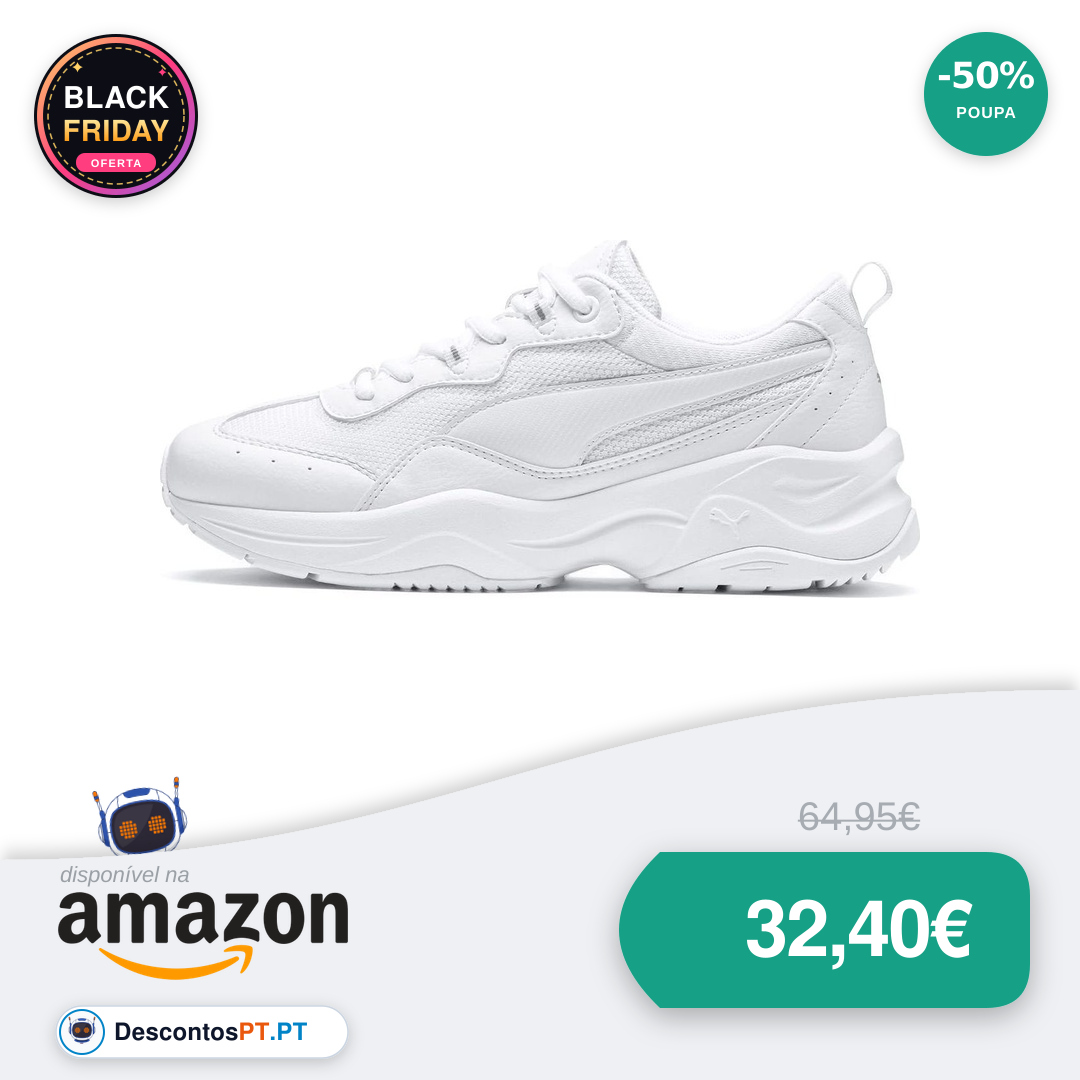 BLACK
FRIDAY
OFERTA
-50%
POUPA
64,95€
32,40€
disponível na
amazon
DescontosPT.PT